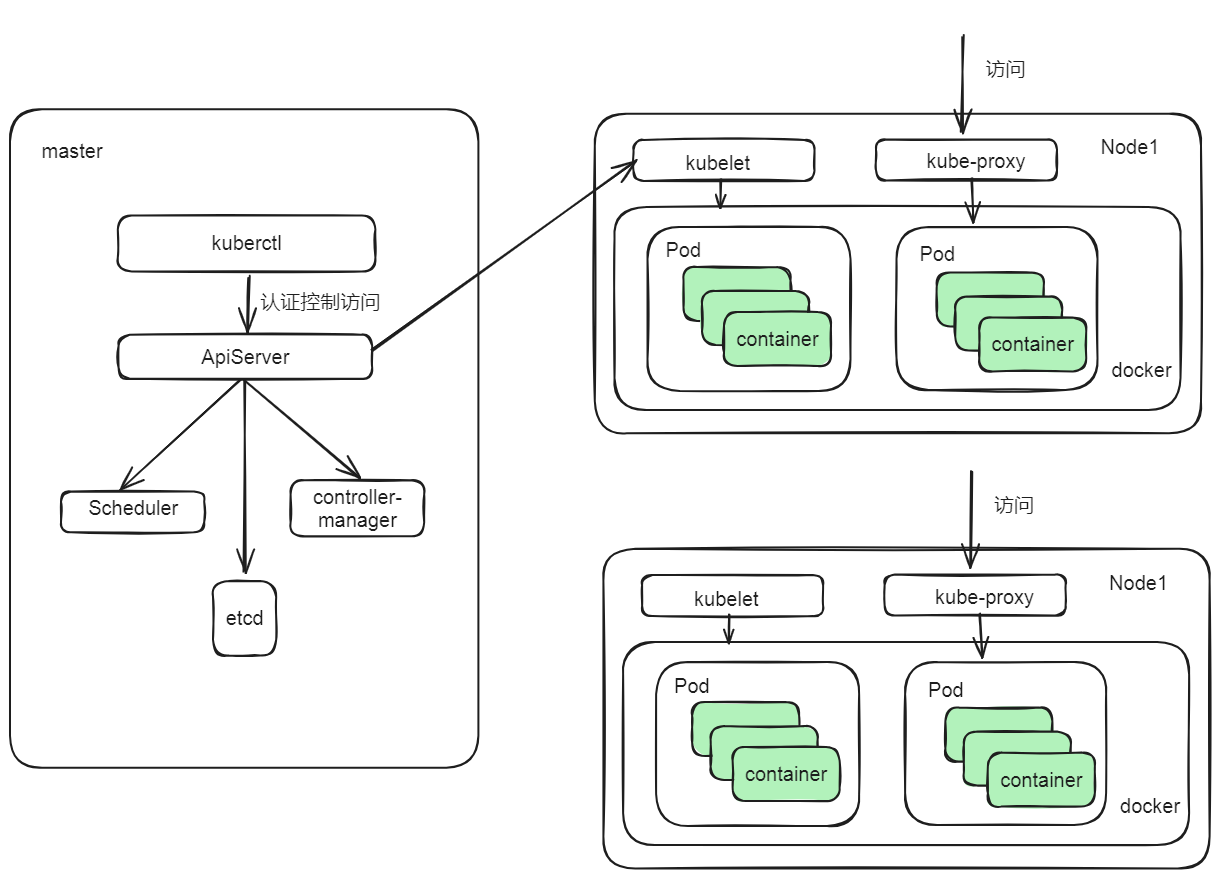 master
kuberctl
认证控制访问
ApiServer
Scheduler
controller-
manager
etcd
访问
Node1
kubelet
kube-proxy
Pod
container
Pod
container
docker
访问
Node1
kubelet
kube-proxy
Pod
container
Pod
container
docker